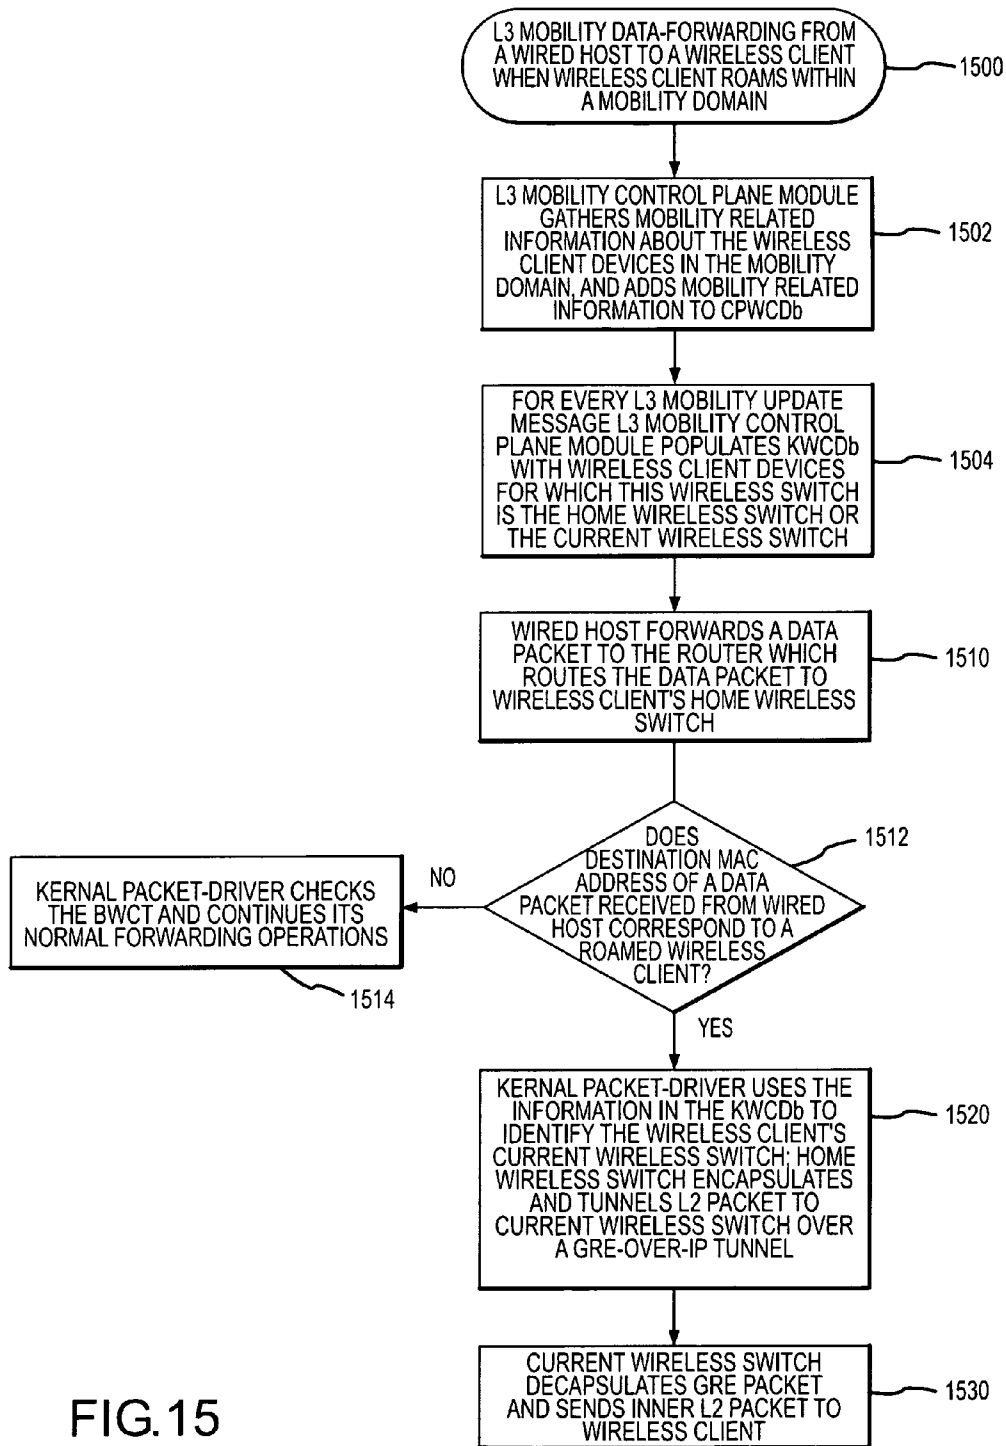 L3 MOBILITY DATA-FORWARDING FROM
A WIRED HOST TO A WIRELESS CLIENT
WHEN WIRELESS CLIENT ROAMS WITHIN
A MOBILITY DOMAIN
1500
L3 MOBILITY CONTROL PLANE MODULE
GATHERS MOBILITY RELATED
INFORMATION ABOUT THE WIRELESS
CLIENT DEVICES IN THE MOBILITY
DOMAIN, AND ADDS MOBILITY RELATED
INFORMATION TO CPWCDb
1502
FOR EVERY L3 MOBILITY UPDATE
MESSAGE L3 MOBILITY CONTROL
PLANE MODULE POPULATES KWCDb
WITH WIRELESS CLIENT DEVICES
FOR WHICH THIS WIRELESS SWITCH
IS THE HOME WIRELESS SWITCH OR
THE CURRENT WIRELESS SWITCH
1504
WIRED HOST FORWARDS A DATA
PACKET TO THE ROUTER WHICH
ROUTES THE DATA PACKET TO
WIRELESS CLIENT'S HOME WIRELESS
SWITCH
1510
DOES
DESTINATION MAC
ADDRESS OF A DATA
PACKET RECEIVED FROM WIRED
HOST CORRESPOND TO A
ROAMED WIRELESS
CLIENT?
1512
NO
KERNAL PACKET-DRIVER CHECKS
THE BWCT AND CONTINUES ITS
NORMAL FORWARDING OPERATIONS
1514
YES
KERNAL PACKET-DRIVER USES THE
INFORMATION IN THE KWCDb TO
IDENTIFY THE WIRELESS CLIENT'S
CURRENT WIRELESS SWITCH; HOME
WIRELESS SWITCH ENCAPSULATES
AND TUNNELS L2 PACKET TO
CURRENT WIRELESS SWITCH OVER
A GRE-OVER-IP TUNNEL
1520
CURRENT WIRELESS SWITCH
DECAPSULATES GRE PACKET
AND SENDS INNER L2 PACKET TO
WIRELESS CLIENT
1530
FIG.15